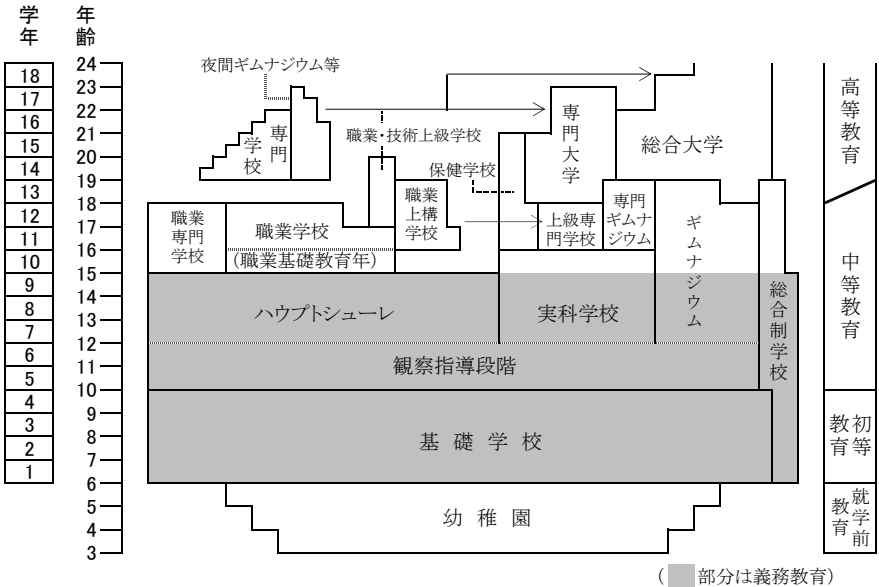 学年
年齢
18
17
16
15
14
13
12
11
10
9
8
7
6
5
4
3
2
1
24
23
22
21
20
19
18
17
16
15
14
13
12
11
10
9
8
7
6
5
4
3
夜間ギムナジウム等
専門
学校
職業・技術上級学校
保健学校
専門大学
総合大学
職業
専門
学校
職業学校
(職業基礎教育年)
職業
上構
学校
上級専
門学校
専門
ギムナ
ジウム
ギムナジウム
ハウプトシューレ
実科学校
総合制学校
観察指導段階
基礎学校
幼稚園
高等教育
中等教育
初等
教育
就学前
教育
( 部分は義務教育)